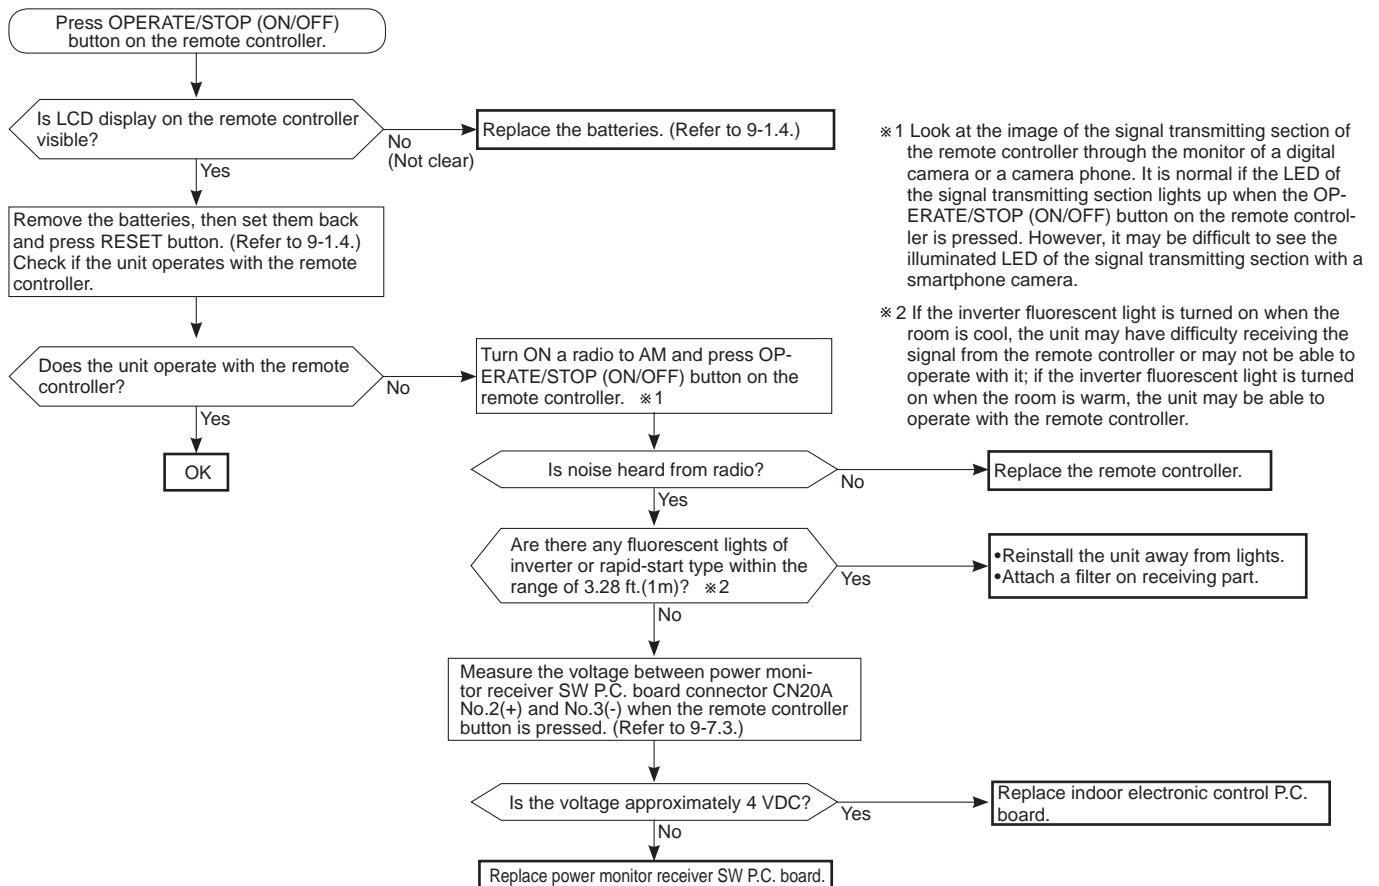 Press OPERATE/STOP (ON/OFF)
button on the remote controller.
Is LCD display on the remote controller
visible?
No
(Not clear)
Replace the batteries. (Refer to 9-1.4.)
Yes
Remove the batteries, then set them back
and press RESET button. (Refer to 9-1.4.)
Check if the unit operates with the remote
controller.
Does the unit operate with the remote
controller?
No
Yes
OK
Turn ON a radio to AM and press OP-
ERATE/STOP (ON/OFF) button on the
remote controller. ※1
Is noise heard from radio?
No
Replace the remote controller.
Yes
Are there any fluorescent lights of
inverter or rapid-start type within the
range of 3.28 ft.(1m)? ※2
Yes
•Reinstall the unit away from lights.
•Attach a filter on receiving part.
No
Measure the voltage between power moni-
tor receiver SW P.C. board connector CN20A
No.2(+) and No.3(-) when the remote controller
button is pressed. (Refer to 9-7.3.)
Is the voltage approximately 4 VDC?
Yes
Replace indoor electronic control P.C.
board.
No
Replace power monitor receiver SW P.C. board.
※1 Look at the image of the signal transmitting section of
the remote controller through the monitor of a digital
camera or a camera phone. It is normal if the LED of
the signal transmitting section lights up when the OP-
ERATE/STOP (ON/OFF) button on the remote control-
ler is pressed. However, it may be difficult to see the
illuminated LED of the signal transmitting section with a
smartphone camera.
※2 If the inverter fluorescent light is turned on when the
room is cool, the unit may have difficulty receiving the
signal from the remote controller or may not be able to
operate with it; if the inverter fluorescent light is turned
on when the room is warm, the unit may be able to
operate with the remote controller.